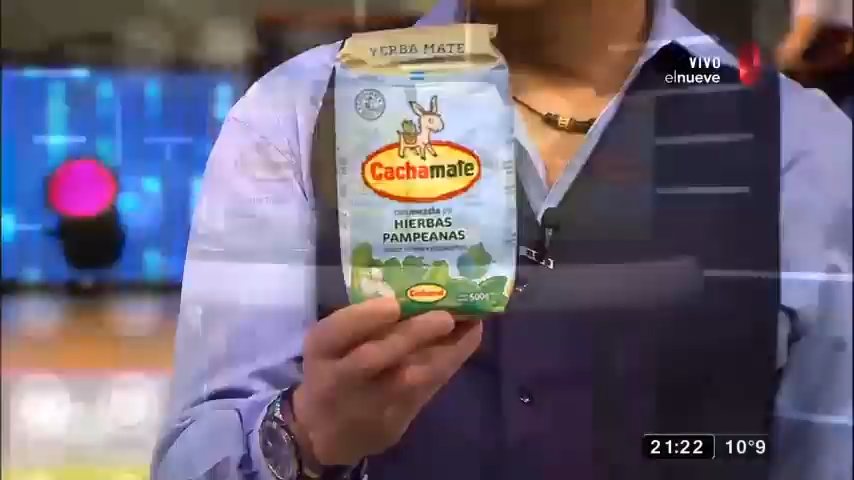 YERBA MATE
VIVO
elnueve
Cachamate
HIERBAS
PAMPEANAS
Cachamate
500g
21:22 10°9